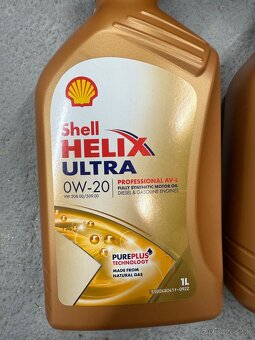 Shell
HELIX
ULTRA
PROFESSIONAL AV-L
0W-20
FULLY SYNTHETIC MOTOR OIL
DIESEL & GASOLINE ENGINES
VW 508.00/509.00
PUREPLUS
TECHNOLOGY
MADE FROM
NATURAL GAS
1L